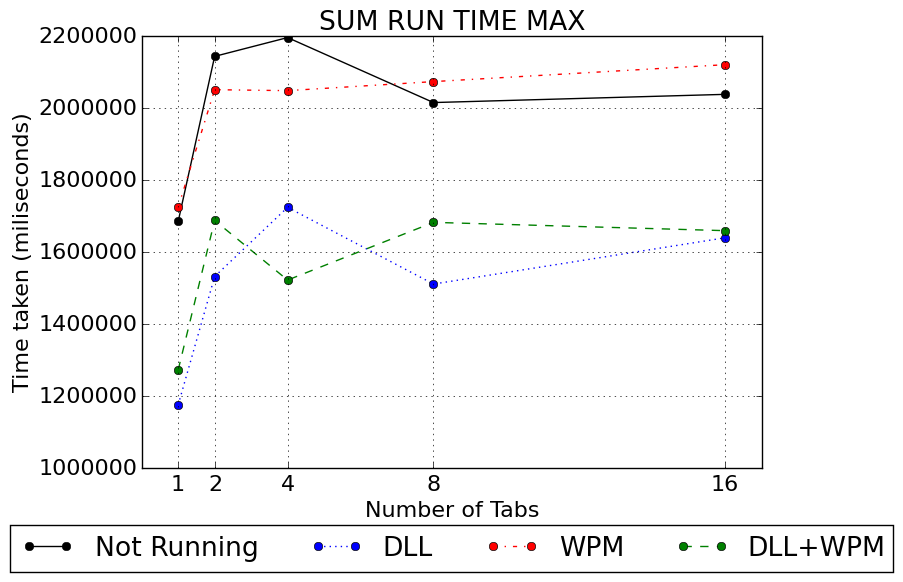 SUM RUN TIME MAX
2200000
2000000
1800000
1600000
1400000
1200000
1000000
Time taken (miliseconds)
1 2 4 8 16
Number of Tabs
Not Running DLL WPM DLL+WPM